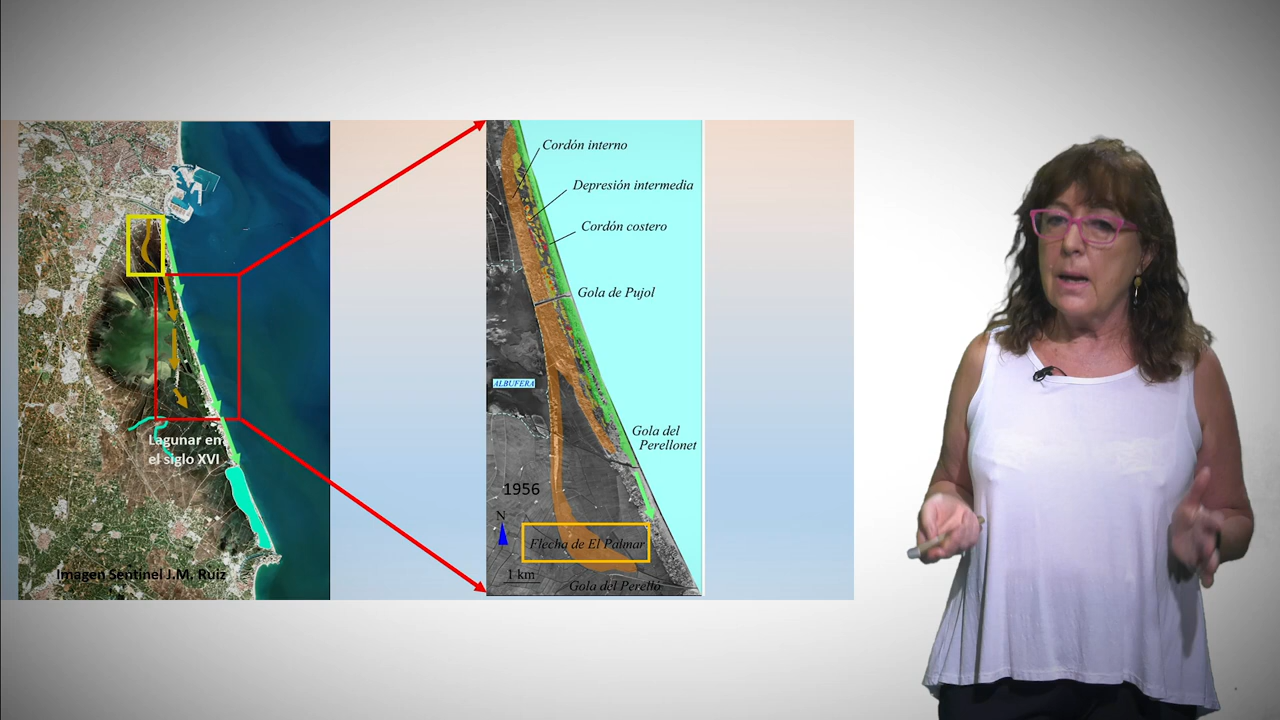 Lagunar en
el siglo XVI
Imagen Sentinel J.M. Ruiz
Cordón interno
Depresión intermedia
Cordón costero
Gola de Pujol
ALBUFERA
Gola del
Perellonet
1956
N
Flecha de El Palmar
1 km
Gola del Perelló